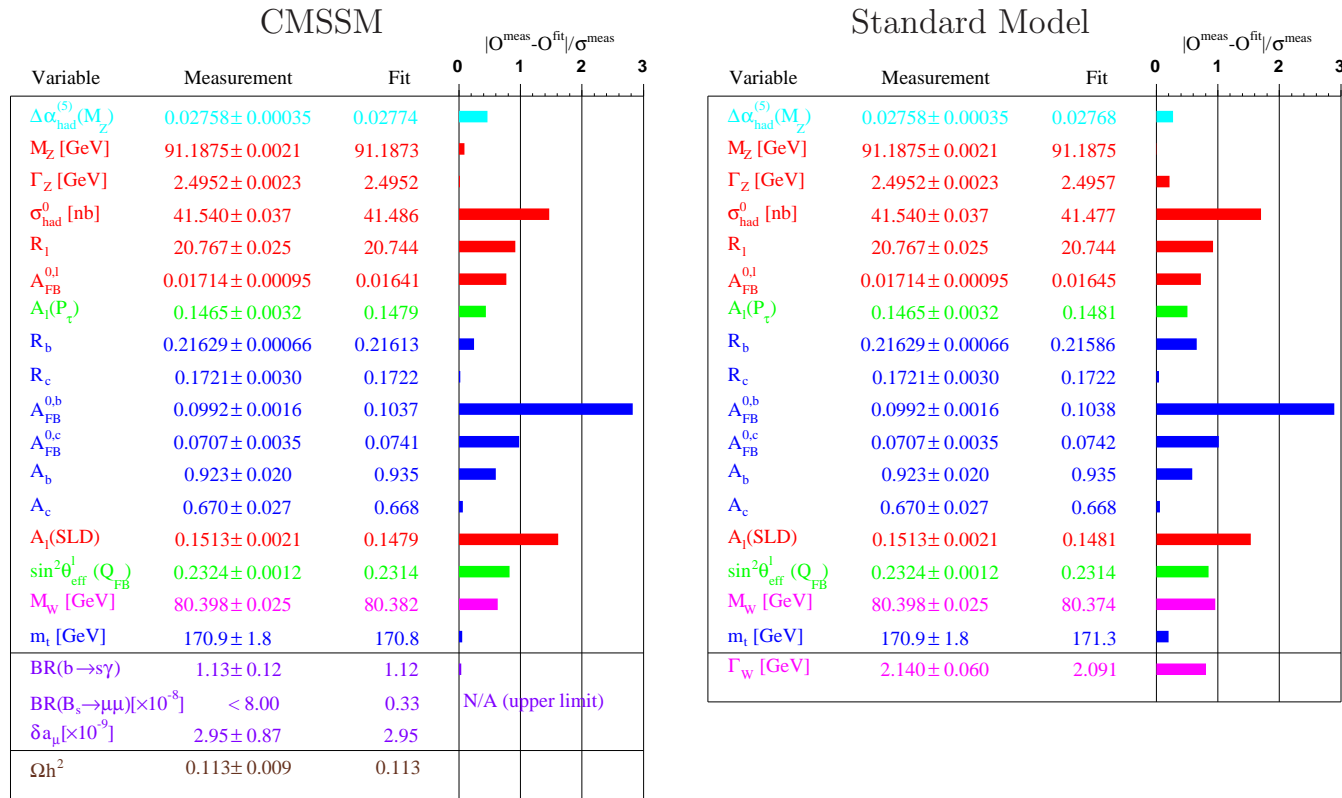 CMSSM
|O^meas-O^fit|/σ^meas
Variable Measurement Fit 0 1 2 3
Δα_had^(5)(M_Z) 0.02758 ± 0.00035 0.02774
M_Z [GeV] 91.1875 ± 0.0021 91.1873
Γ_Z [GeV] 2.4952 ± 0.0023 2.4952
σ_had^0 [nb] 41.540 ± 0.037 41.486
R_l 20.767 ± 0.025 20.744
A_FB^0,l 0.01714 ± 0.00095 0.01641
A_l(P_τ) 0.1465 ± 0.0032 0.1479
R_b 0.21629 ± 0.00066 0.21613
R_c 0.1721 ± 0.0030 0.1722
A_FB^0,b 0.0992 ± 0.0016 0.1037
A_FB^0,c 0.0707 ± 0.0035 0.0741
A_b 0.923 ± 0.020 0.935
A_c 0.670 ± 0.027 0.668
A_l(SLD) 0.1513 ± 0.0021 0.1479
sin²θ_eff^l (Q_FB) 0.2324 ± 0.0012 0.2314
M_W [GeV] 80.398 ± 0.025 80.382
m_t [GeV] 170.9 ± 1.8 170.8
BR(b→sγ) 1.13 ± 0.12 1.12
BR(B_s→μμ)[×10^-8] < 8.00 0.33 N/A (upper limit)
δa_μ[×10^-9] 2.95 ± 0.87 2.95
Ωh² 0.113 ± 0.009 0.113
Standard Model
|O^meas-O^fit|/σ^meas
Variable Measurement Fit 0 1 2 3
Δα_had^(5)(M_Z) 0.02758 ± 0.00035 0.02768
M_Z [GeV] 91.1875 ± 0.0021 91.1875
Γ_Z [GeV] 2.4952 ± 0.0023 2.4957
σ_had^0 [nb] 41.540 ± 0.037 41.477
R_l 20.767 ± 0.025 20.744
A_FB^0,l 0.01714 ± 0.00095 0.01645
A_l(P_τ) 0.1465 ± 0.0032 0.1481
R_b 0.21629 ± 0.00066 0.21586
R_c 0.1721 ± 0.0030 0.1722
A_FB^0,b 0.0992 ± 0.0016 0.1038
A_FB^0,c 0.0707 ± 0.0035 0.0742
A_b 0.923 ± 0.020 0.935
A_c 0.670 ± 0.027 0.668
A_l(SLD) 0.1513 ± 0.0021 0.1481
sin²θ_eff^l (Q_FB) 0.2324 ± 0.0012 0.2314
M_W [GeV] 80.398 ± 0.025 80.374
m_t [GeV] 170.9 ± 1.8 171.3
Γ_W [GeV] 2.140 ± 0.060 2.091